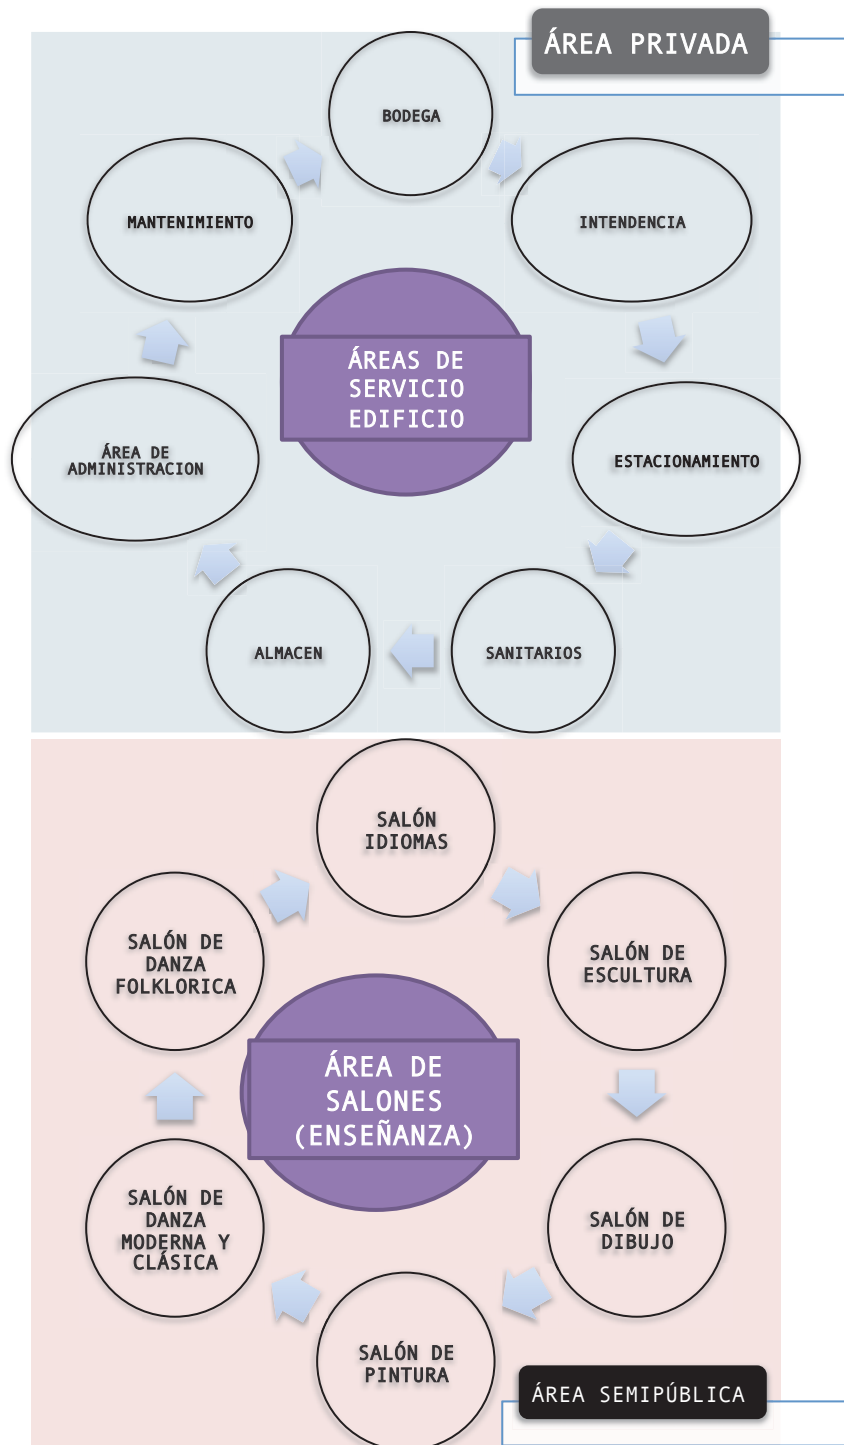 ÁREA PRIVADA
BODEGA
INTENDENCIA
ESTACIONAMIENTO
SANITARIOS
ALMACEN
ÁREA DE
ADMINISTRACION
MANTENIMIENTO
ÁREAS DE
SERVICIO
EDIFICIO
SALÓN
IDIOMAS
SALÓN DE
ESCULTURA
SALÓN DE
DIBUJO
SALÓN DE
PINTURA
SALÓN DE
DANZA
MODERNA Y
CLÁSICA
SALÓN DE
DANZA
FOLKLORICA
ÁREA DE
SALONES
(ENSEÑANZA)
ÁREA SEMIPÚBLICA